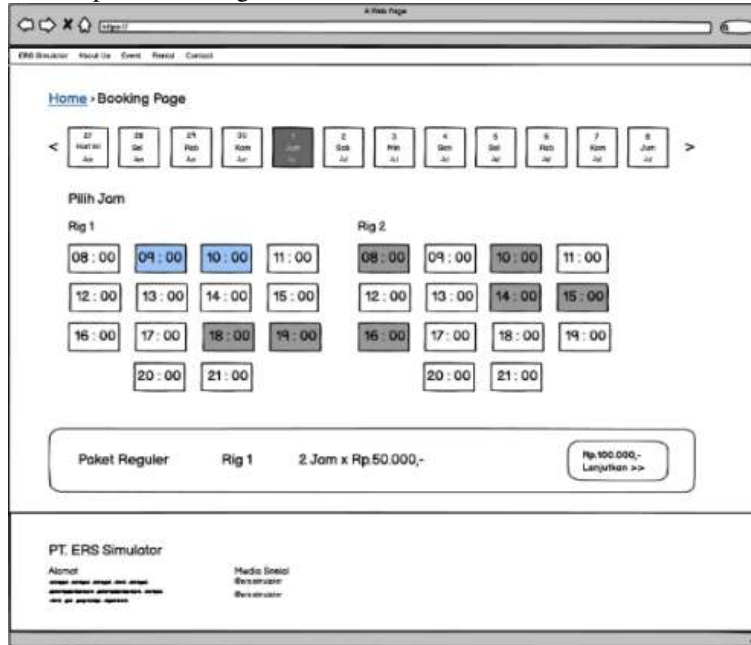 A Web Page
https://
ERS Simulator About Us Event Rental Contact
Home > Booking Page
< 27 28 29 30 1 2 3 4 5 6 7 8 >
Hari Ini Sel Rab Kam Jum Sab Min Sen Sel Rab Kam Jum
Jul Jul Jul Jul Jul Jul Jul Jul
Pilih Jam
Rig 1 Rig 2
08 : 00 09 : 00 10 : 00 11 : 00 08 : 00 09 : 00 10 : 00 11 : 00
12 : 00 13 : 00 14 : 00 15 : 00 12 : 00 13 : 00 14 : 00 15 : 00
16 : 00 17 : 00 18 : 00 19 : 00 16 : 00 17 : 00 18 : 00 19 : 00
20 : 00 21 : 00 20 : 00 21 : 00
Paket Reguler Rig 1 2 Jam x Rp.50.000,- Rp.100.000,-
Lanjutkan >>
PT. ERS Simulator
Alamat Media Sosial
@ersimulator
@ersimulator